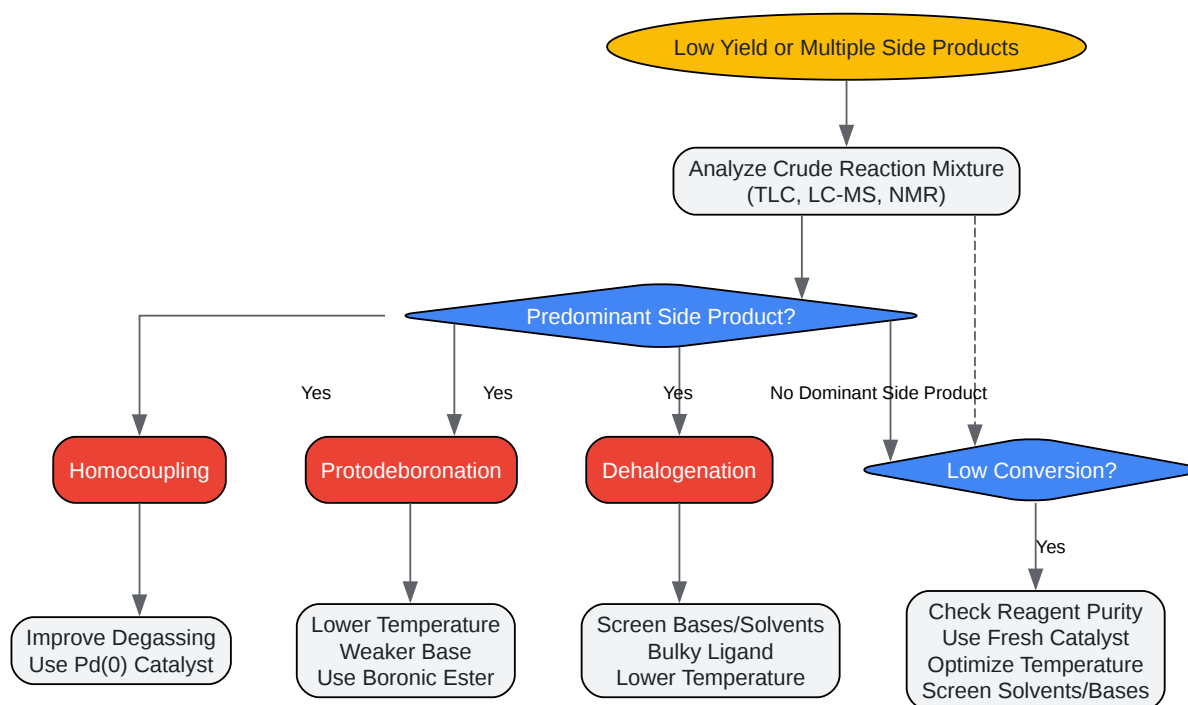 Low Yield or Multiple Side Products
Analyze Crude Reaction Mixture
(TLC, LC-MS, NMR)
Predominant Side Product?
Yes
Yes
Yes
No Dominant Side Product
Homocoupling
Protodeboronation
Dehalogenation
Low Conversion?
Yes
Improve Degassing
Use Pd(0) Catalyst
Lower Temperature
Weaker Base
Use Boronic Ester
Screen Bases/Solvents
Bulky Ligand
Lower Temperature
Check Reagent Purity
Use Fresh Catalyst
Optimize Temperature
Screen Solvents/Bases